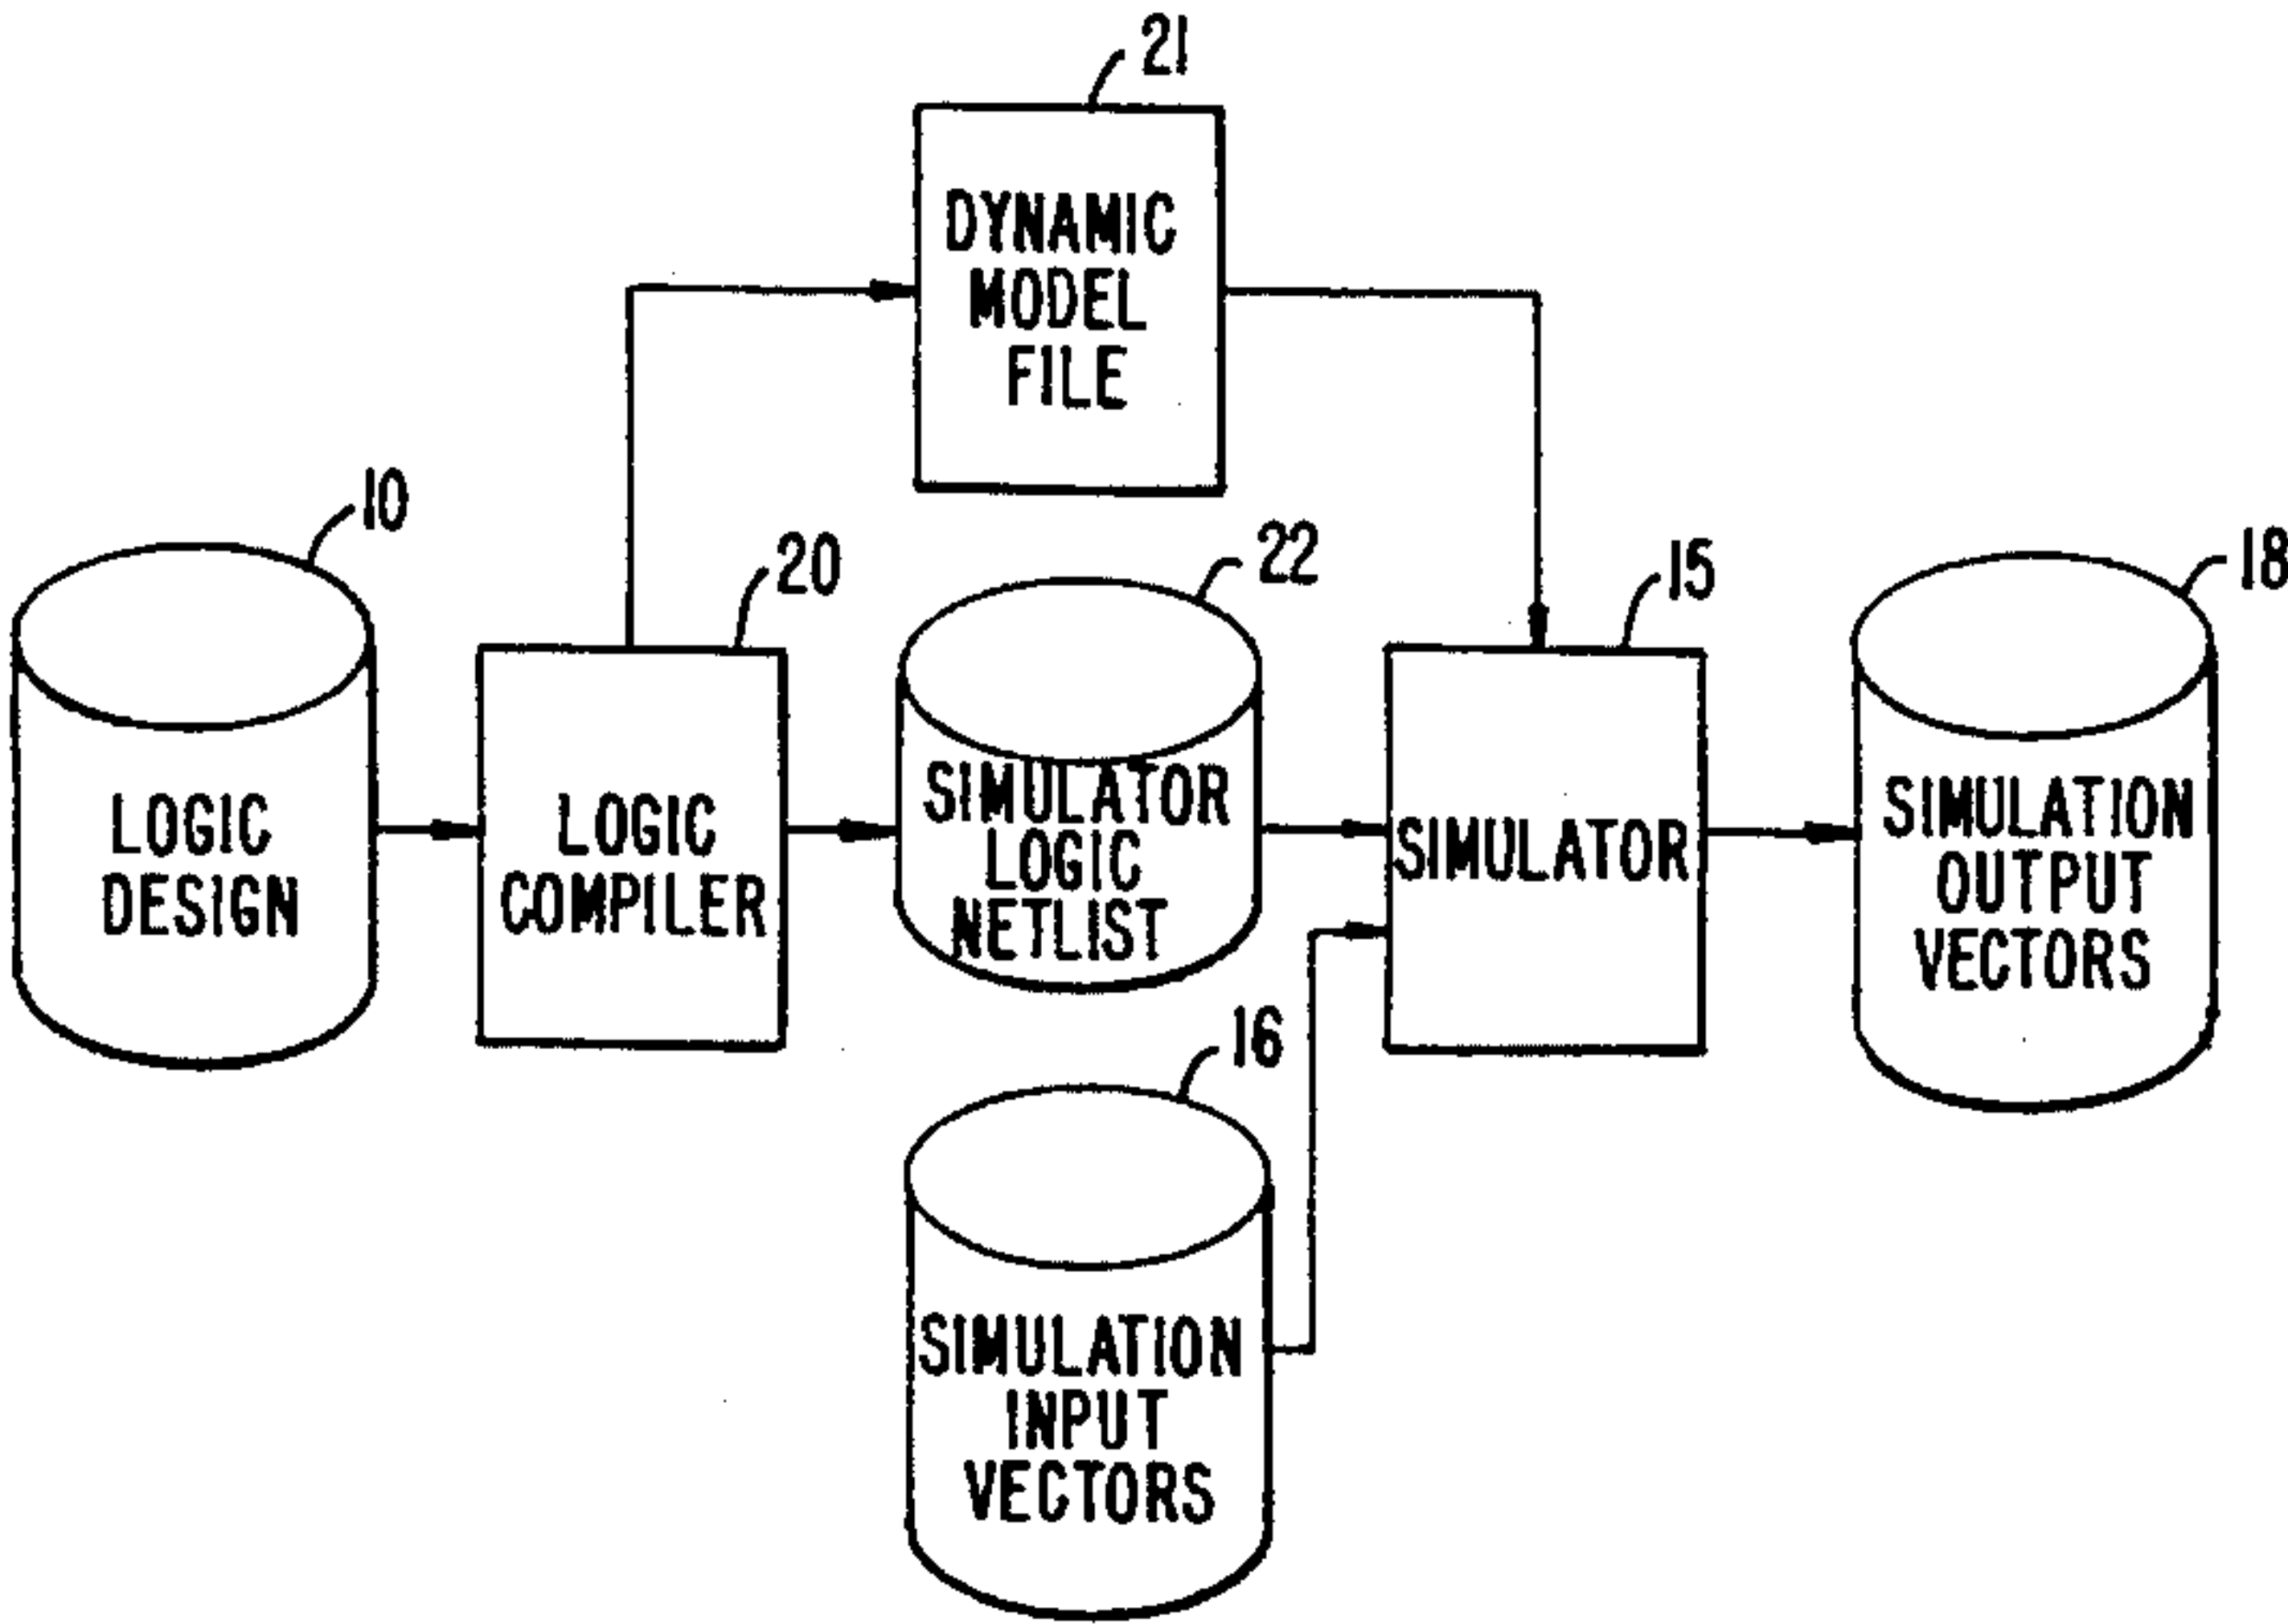 21
DYNAMIC
MODEL
FILE
10
LOGIC
DESIGN
20
LOGIC
COMPILER
22
SIMULATOR
LOGIC
NETLIST
15
SIMULATOR
18
SIMULATION
OUTPUT
VECTORS
16
SIMULATION
INPUT
VECTORS